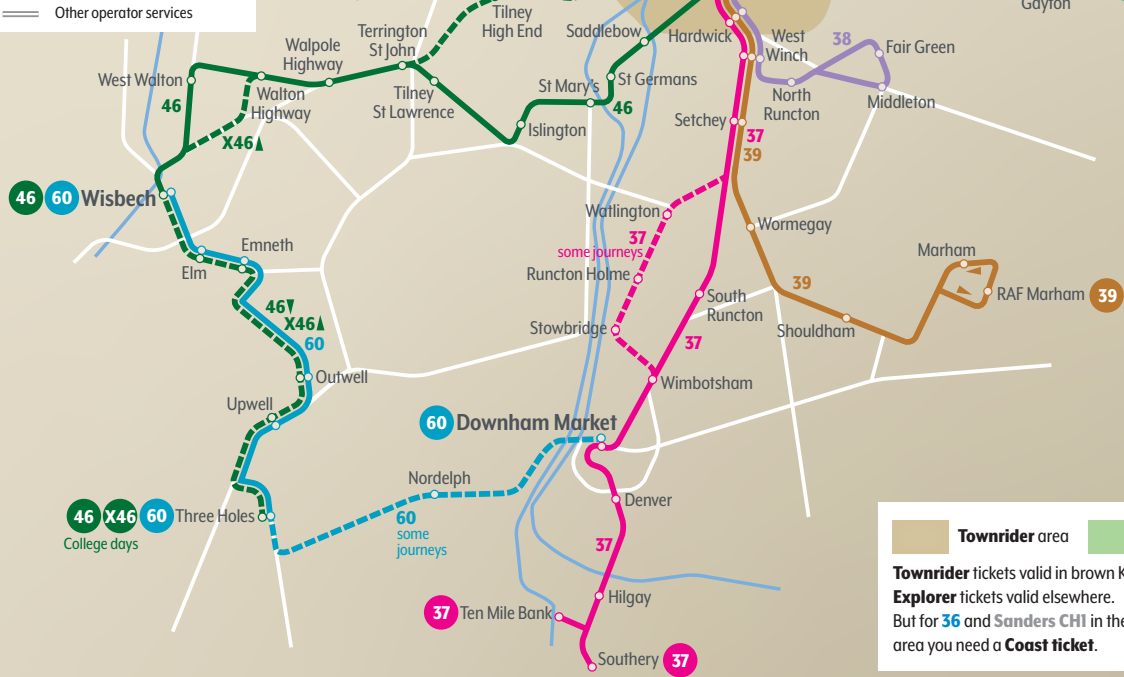 Other operator services
Gayton
Tilney
High End
Saddlebow
Hardwick
West
Winch
38
Fair Green
Terrington
St John
Walpole
Highway
West Walton
Walton
Highway
46
X46▲
Tilney
St Lawrence
St Mary's
St Germans
46
Islington
North
Runcton
Middleton
Setchey
37
39
46
60
Wisbech
Watlington
37
some journeys
Runcton Holme
Wormegay
Emneth
Elm
Marham
39
RAF Marham
39
46▼
X46▲
60
Stowbridge
South
Runcton
37
Shouldham
Outwell
Wimbotsham
Upwell
60
Downham Market
Nordelph
Denver
46
X46
60
Three Holes
College days
60
some
journeys
37
Hilgay
37
Ten Mile Bank
Southery
37
Townrider area
Townrider tickets valid in brown K
Explorer tickets valid elsewhere.
But for 36 and Sanders CH1 in the
area you need a Coast ticket.